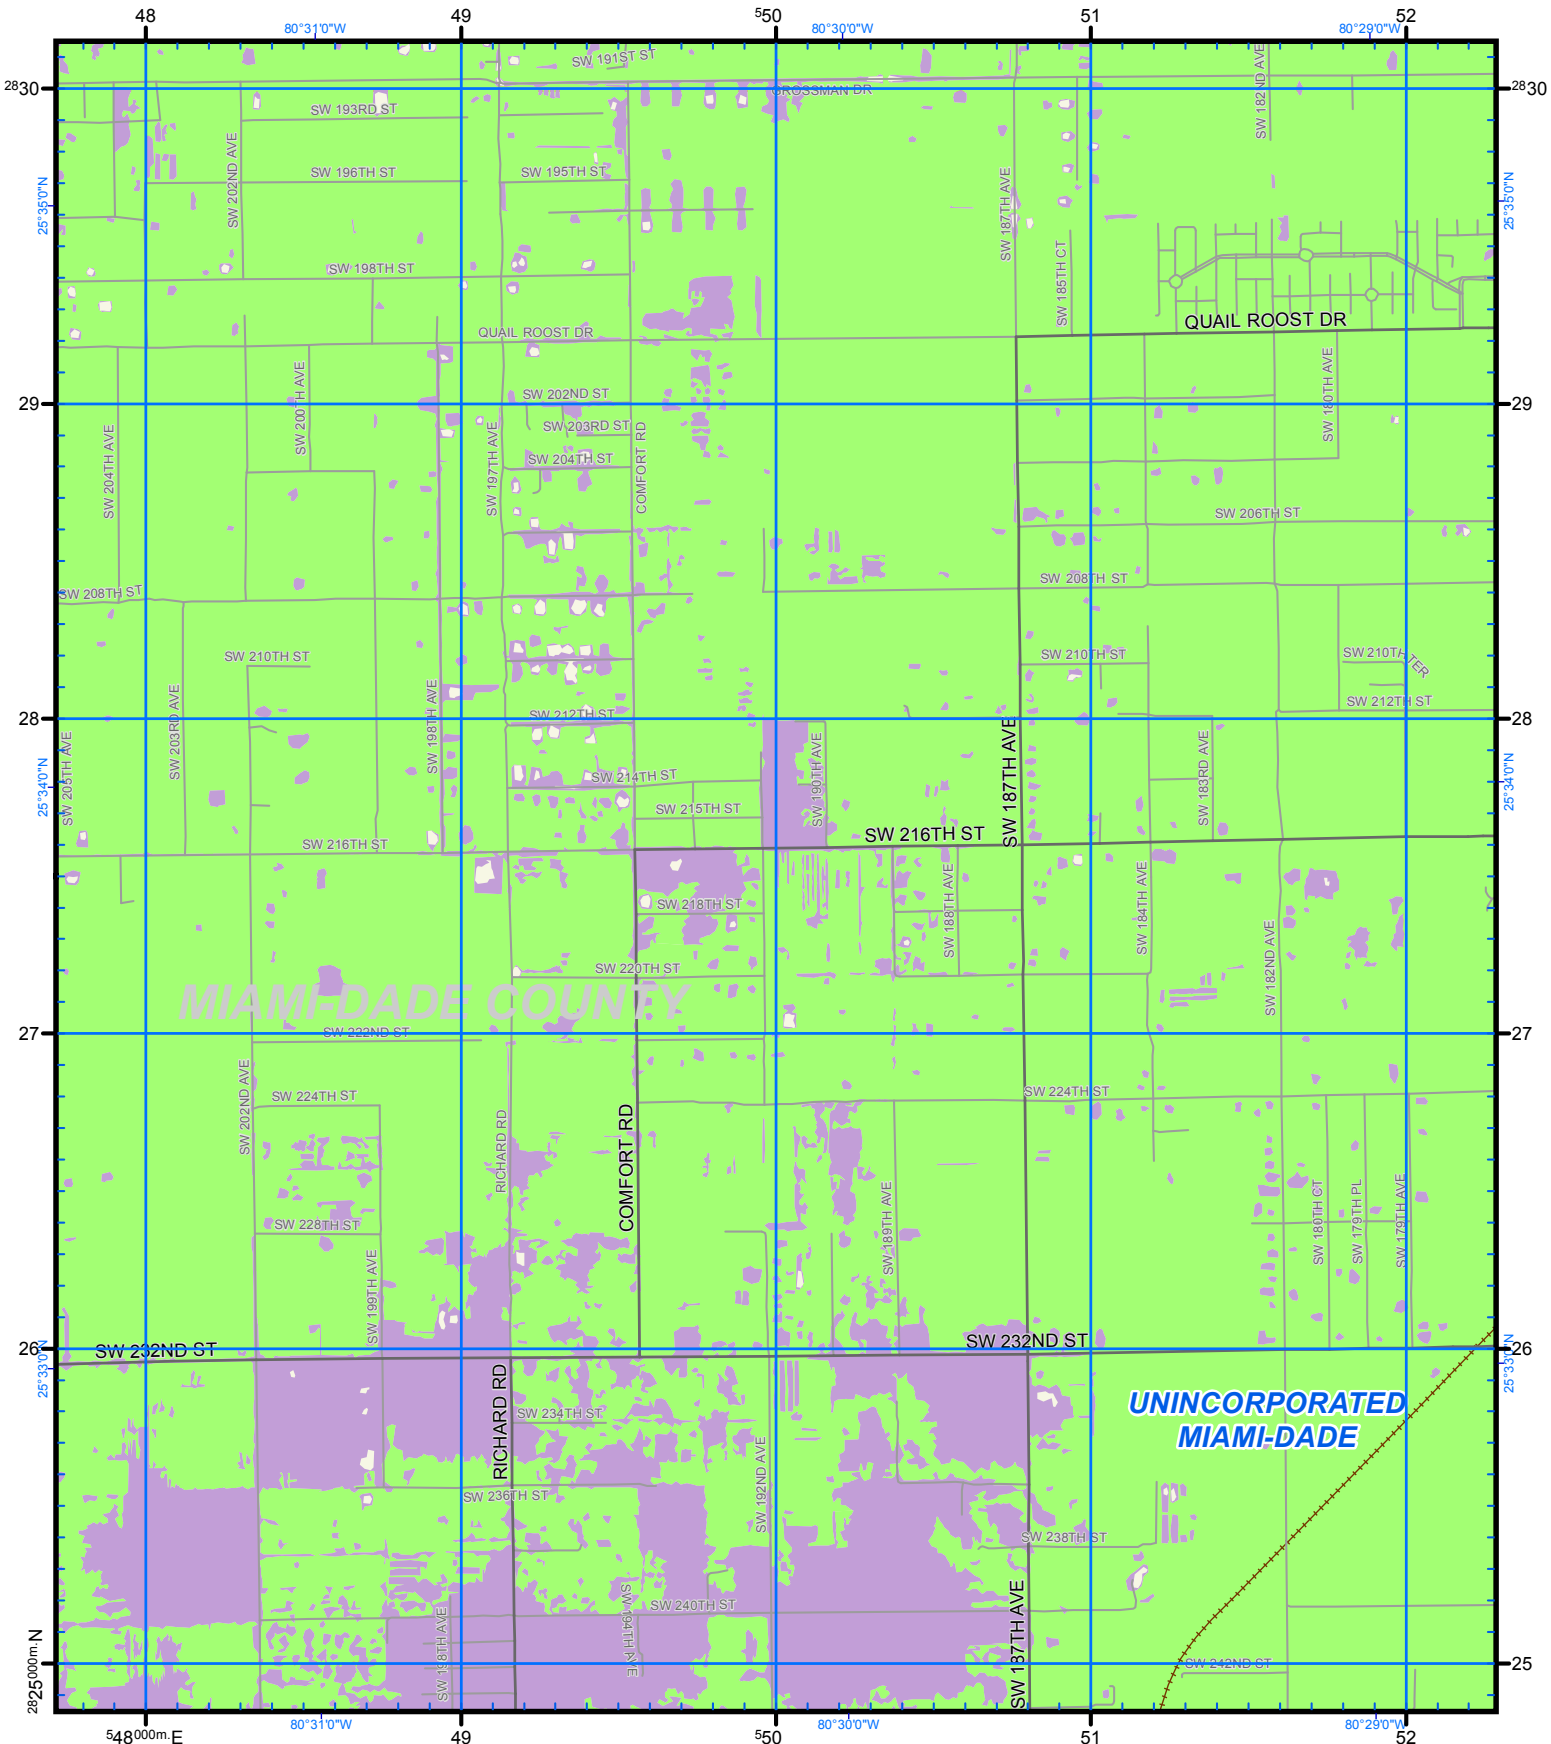 48
49
550
51
52
80°31'0"W
80°30'0"W
80°29'0"W
SW 191ST ST
GROSSMAN DR
2830
2830
SW 193RD ST
SW 182ND AVE
SW 202ND AVE
SW 196TH ST
SW 195TH ST
SW 187TH AVE
25°35'0"N
25°35'0"N
SW 185TH CT
SW 198TH ST
QUAIL ROOST DR
QUAIL ROOST DR
SW 200TH AVE
SW 180TH AVE
SW 202ND ST
29
29
SW 203RD ST
SW 204TH AVE
SW 197TH AVE
COMFORT RD
SW 204TH ST
SW 206TH ST
SW 208TH ST
SW 208TH ST
SW 210TH ST
SW 210TH ST
SW 210TH TER
SW 203RD AVE
SW 198TH AVE
SW 212TH ST
SW 212TH ST
28
28
SW 205TH AVE
SW 190TH AVE
SW 187TH AVE
SW 183RD AVE
25°34'0"N
25°34'0"N
SW 214TH ST
SW 215TH ST
SW 216TH ST
SW 216TH ST
SW 188TH AVE
SW 184TH AVE
SW 218TH ST
SW 182ND AVE
SW 220TH ST
MIAMI-DADE COUNTY
27
27
SW 222ND ST
SW 202ND AVE
SW 224TH ST
SW 224TH ST
RICHARD RD
COMFORT RD
SW 189TH AVE
SW 180TH CT
SW 179TH PL
SW 179TH AVE
SW 228TH ST
SW 199TH AVE
SW 232ND ST
SW 232ND ST
26
26
25°33'0"N
25°33'0"N
RICHARD RD
UNINCORPORATED
MIAMI-DADE
SW 234TH ST
SW 192ND AVE
SW 236TH ST
SW 238TH ST
SW 240TH ST
SW 198TH AVE
SW 194TH AVE
SW 187TH AVE
SW 242ND ST
2825000m.N
25
80°31'0"W
80°30'0"W
80°29'0"W
548000m.E
49
550
51
52